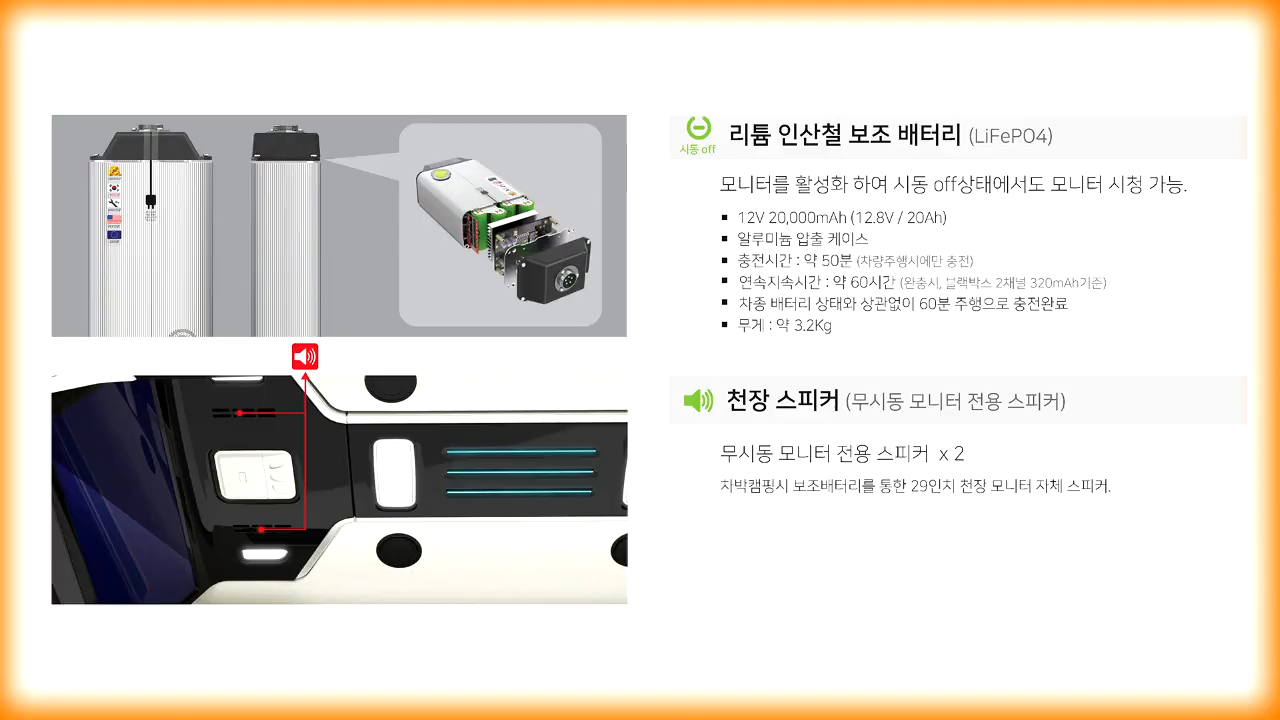 시동 off
리튬 인산철 보조 배터리 (LiFePO4)
모니터를 활성화 하여 시동 off상태에서도 모니터 시청 가능.
12V 20,000mAh (12.8V / 20Ah)
알루미늄 압출 케이스
충전시간 : 약 50분 (차량주행시에만 충전)
연속지속시간 : 약 60시간 (완충시, 블랙박스 2채널 320mAh기준)
차종 배터리 상태와 상관없이 60분 주행으로 충전완료
무게 : 약 3.2Kg
천장 스피커 (무시동 모니터 전용 스피커)
무시동 모니터 전용 스피커 x 2
차박캠핑시 보조배터리를 통한 29인치 천장 모니터 자체 스피커.